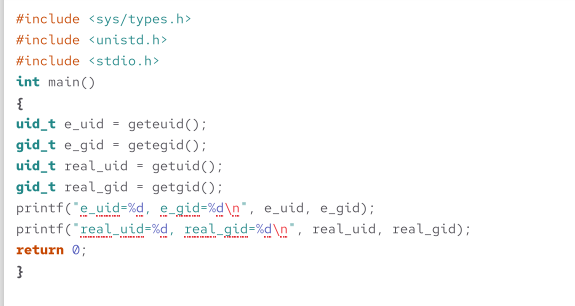 #include <sys/types.h>
#include <unistd.h>
#include <stdio.h>
int main()
{
uid_t e_uid = geteuid();
gid_t e_gid = getegid();
uid_t real_uid = getuid();
gid_t real_gid = getgid();
printf("e_uid=%d, e_gid=%d\n", e_uid, e_gid);
printf("real_uid=%d, real_gid=%d\n", real_uid, real_gid);
return 0;
}